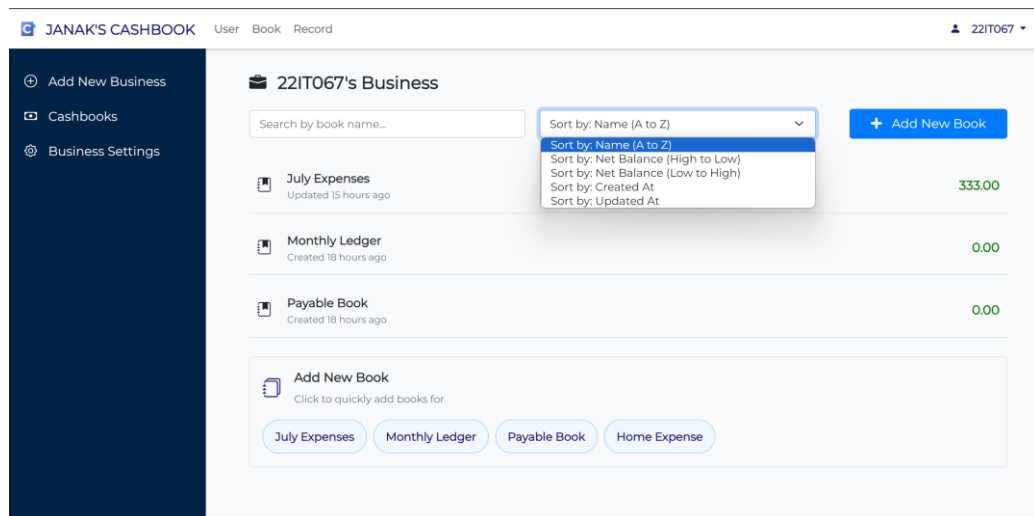 JANAK'S CASHBOOK User Book Record 22IT067
Add New Business
Cashbooks
Business Settings
22IT067's Business
Search by book name...
Sort by: Name (A to Z)
+ Add New Book
Sort by: Name (A to Z)
Sort by: Net Balance (High to Low)
Sort by: Net Balance (Low to High)
Sort by: Created At
Sort by: Updated At
July Expenses
Updated 15 hours ago
333.00
Monthly Ledger
Created 18 hours ago
0.00
Payable Book
Created 18 hours ago
0.00
Add New Book
Click to quickly add books for
July Expenses Monthly Ledger Payable Book Home Expense